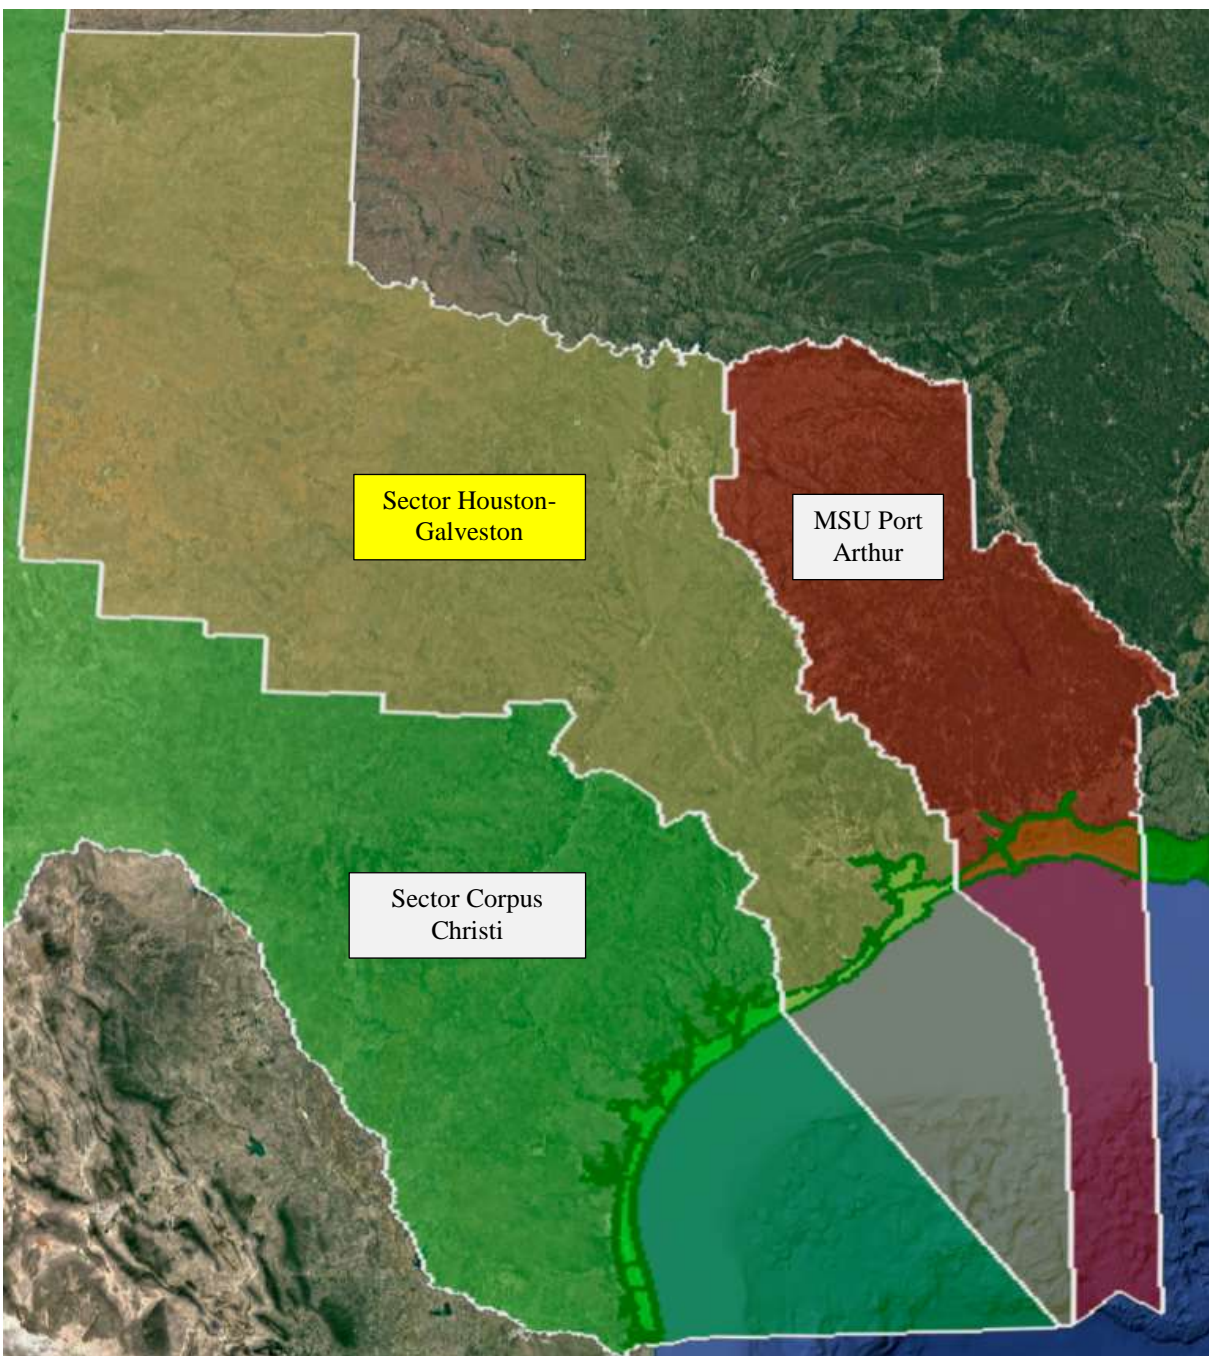 Sector Houston-
Galveston
MSU Port
Arthur
Sector Corpus
Christi